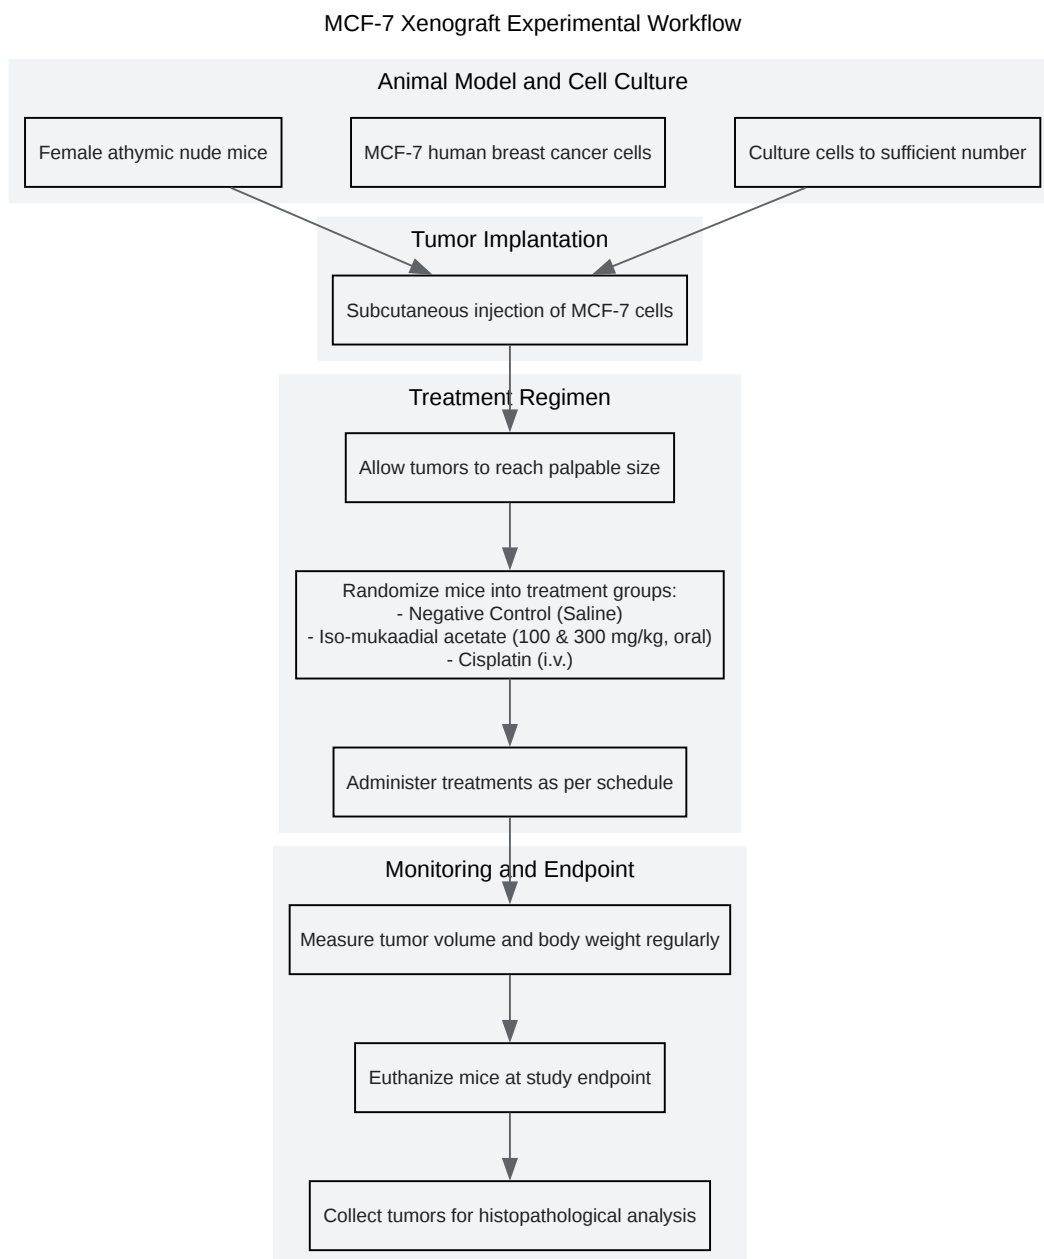 MCF-7 Xenograft Experimental Workflow
Animal Model and Cell Culture
Female athymic nude mice
MCF-7 human breast cancer cells
Culture cells to sufficient number
Tumor Implantation
Subcutaneous injection of MCF-7 cells
Treatment Regimen
Allow tumors to reach palpable size
Randomize mice into treatment groups:
- Negative Control (Saline)
- Iso-mukaadial acetate (100 & 300 mg/kg, oral)
- Cisplatin (i.v.)
Administer treatments as per schedule
Monitoring and Endpoint
Measure tumor volume and body weight regularly
Euthanize mice at study endpoint
Collect tumors for histopathological analysis